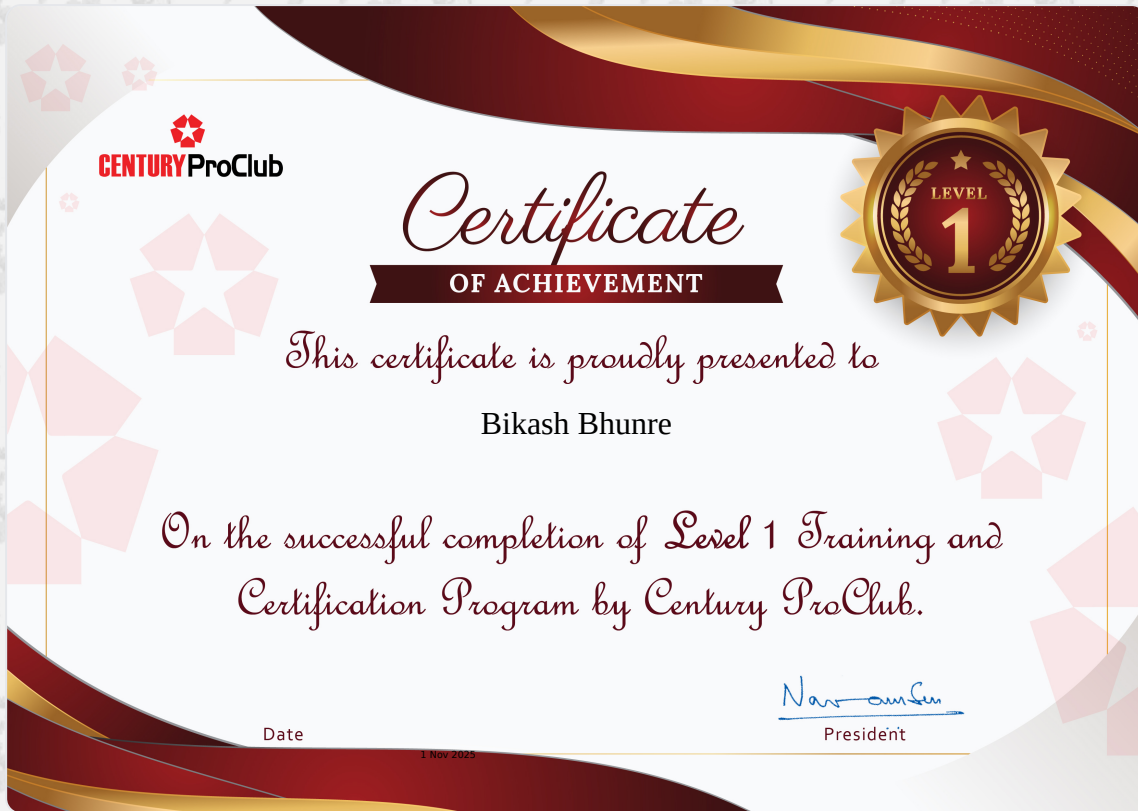 CENTURY ProClub
LEVEL
1
Certificate
OF ACHIEVEMENT
This certificate is proudly presented to
Bikash Bhunre
On the successful completion of Level 1 Training and
Certification Program by Century ProClub.
Date
President
1 Nov 2025